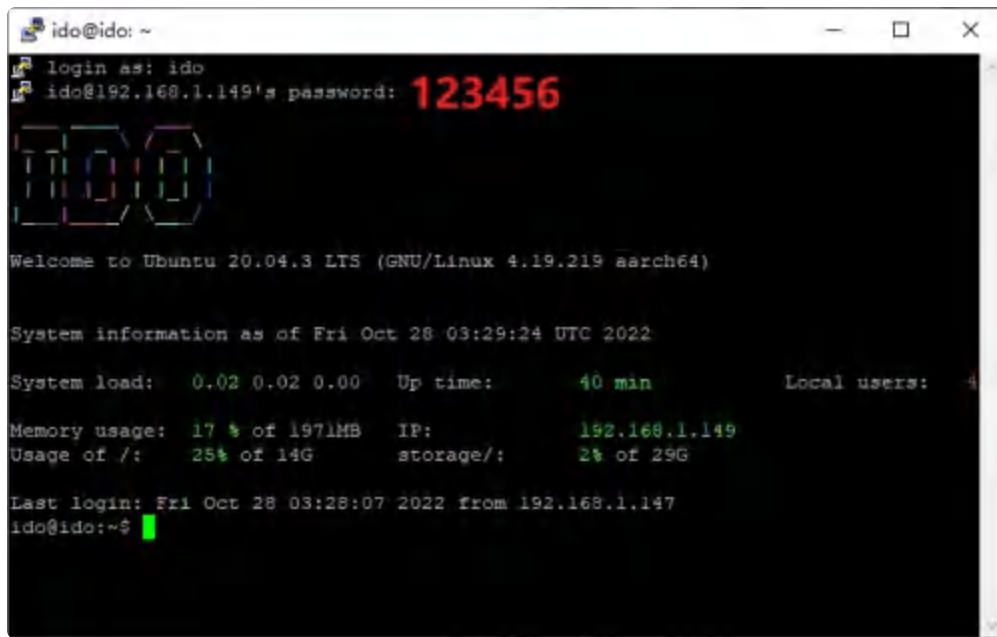 ido@ido: ~
login as: ido
ido@192.168.1.149's password: 123456
IDO
Welcome to Ubuntu 20.04.3 LTS (GNU/Linux 4.19.219 aarch64)
System information as of Fri Oct 28 03:29:24 UTC 2022
System load: 0.02 0.02 0.00 Up time: 40 min Local users: 4
Memory usage: 17 % of 1971MB IP: 192.168.1.149
Usage of /: 25% of 14G storage/: 2% of 29G
Last login: Fri Oct 28 03:28:07 2022 from 192.168.1.147
ido@ido:~$